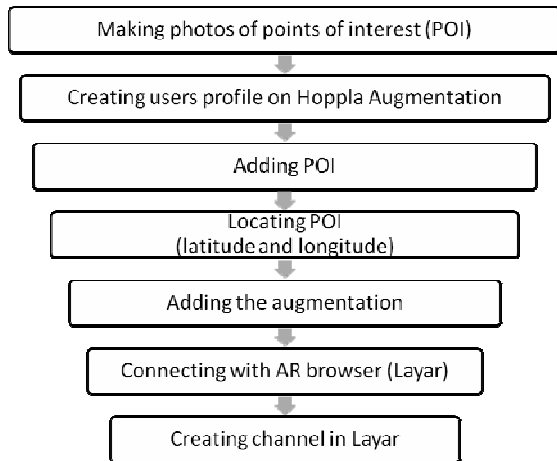 Making photos of points of interest (POI)
Creating users profile on Hoppla Augmentation
Adding POI
Locating POI
(latitude and longitude)
Adding the augmentation
Connecting with AR browser (Layar)
Creating channel in Layar